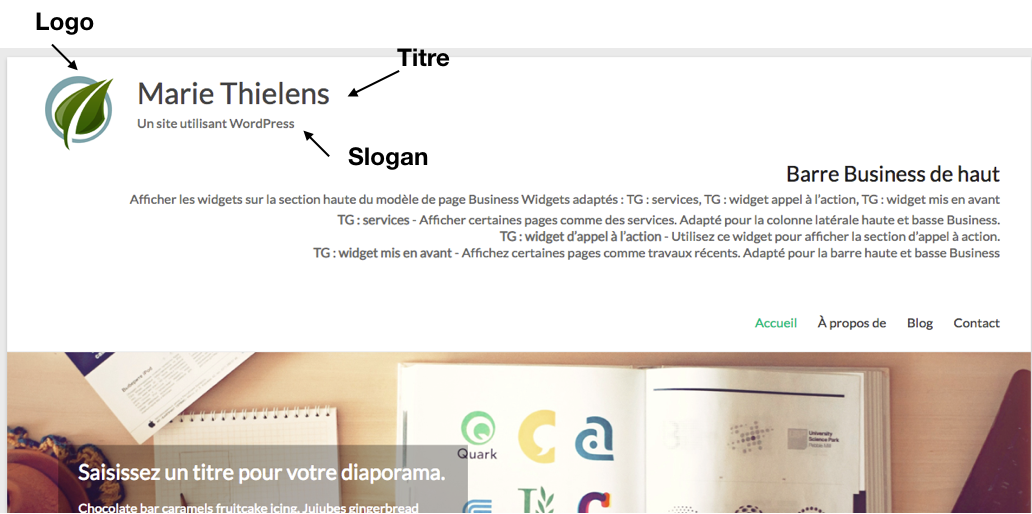 Logo
Titre
Marie Thielens
Un site utilisant WordPress
Slogan
Barre Business de haut
Afficher les widgets sur la section haute du modèle de page Business Widgets adaptés : TG : services, TG : widget appel à l'action, TG : widget mis en avant
TG : services - Afficher certaines pages comme des services. Adapté pour la colonne latérale haute et basse Business.
TG : widget d'appel à l'action - Utilisez ce widget pour afficher la section d'appel à action.
TG : widget mis en avant - Affichez certaines pages comme travaux récents. Adapté pour la barre haute et basse Business
Accueil À propos de Blog Contact
Quark
University
Science Park
Saisissez un titre pour votre diaporama.
Chocolate bar caramels fruitcake icing. Jujubes gingerbread